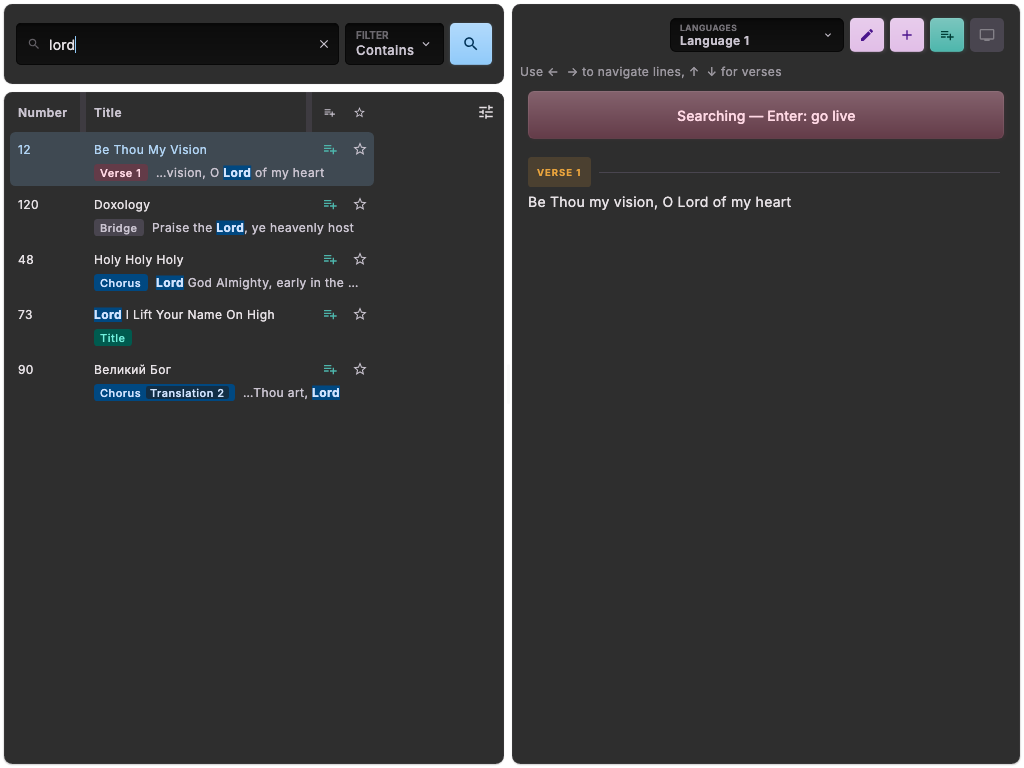 lord
FILTER
Contains
Number Title
12 Be Thou My Vision
Verse 1 ...vision, O Lord of my heart
120 Doxology
Bridge Praise the Lord, ye heavenly host
48 Holy Holy Holy
Chorus Lord God Almighty, early in the ...
73 Lord I Lift Your Name On High
Title
90 Великий Бог
Chorus Translation 2 ...Thou art, Lord
LANGUAGES
Language 1
Use ← → to navigate lines, ↑ ↓ for verses
Searching — Enter: go live
VERSE 1
Be Thou my vision, O Lord of my heart